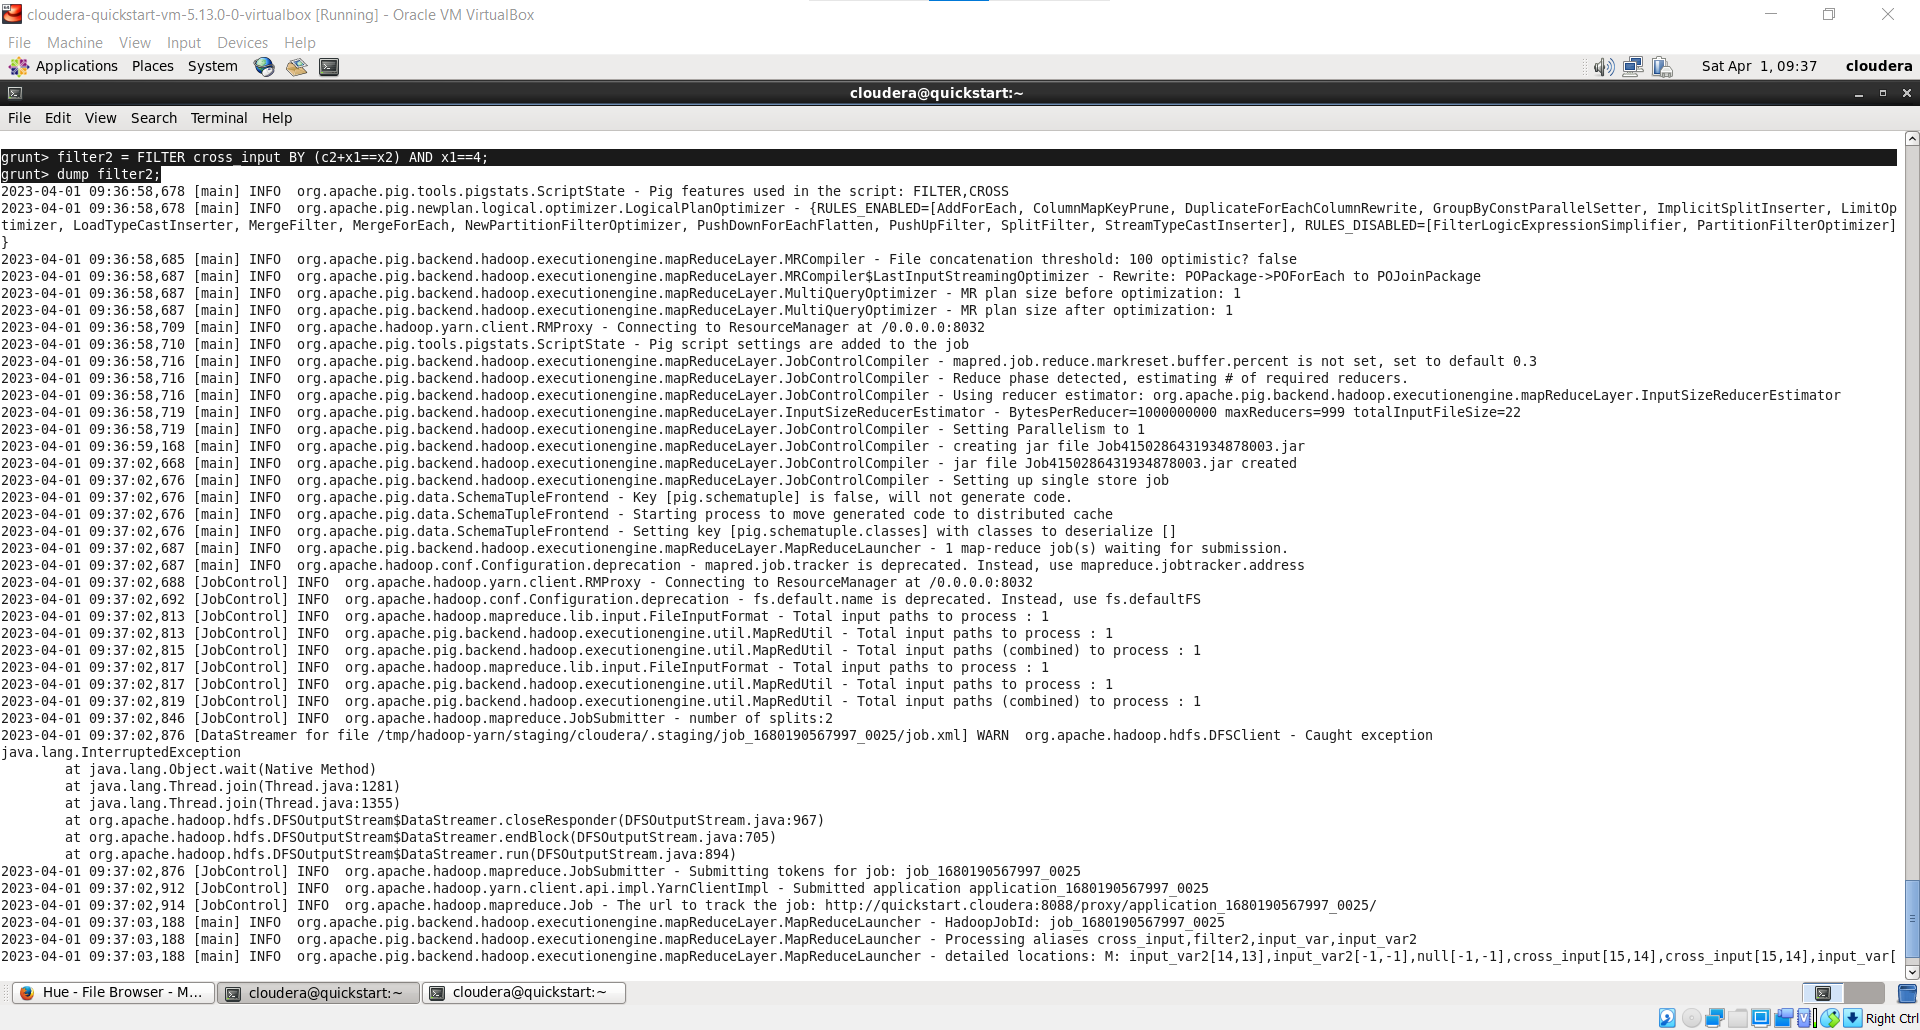 cloudera-quickstart-vm-5.13.0-0-virtualbox [Running] - Oracle VM VirtualBox
File Machine View Input Devices Help
Applications Places System Sat Apr 1, 09:37 cloudera
cloudera@quickstart:~
File Edit View Search Terminal Help
grunt> filter2 = FILTER cross_input BY (c2+x1==x2) AND x1==4;
grunt> dump filter2;
2023-04-01 09:36:58,678 [main] INFO  org.apache.pig.tools.pigstats.ScriptState - Pig features used in the script: FILTER,CROSS
2023-04-01 09:36:58,678 [main] INFO  org.apache.pig.newplan.logical.optimizer.LogicalPlanOptimizer - {RULES_ENABLED=[AddForEach, ColumnMapKeyPrune, DuplicateForEachColumnRewrite, GroupByConstParallelSetter, ImplicitSplitInserter, LimitOp
timizer, LoadTypeCastInserter, MergeFilter, MergeForEach, NewPartitionFilterOptimizer, PushDownForEachFlatten, PushUpFilter, SplitFilter, StreamTypeCastInserter], RULES_DISABLED=[FilterLogicExpressionSimplifier, PartitionFilterOptimizer]
}
2023-04-01 09:36:58,685 [main] INFO  org.apache.pig.backend.hadoop.executionengine.mapReduceLayer.MRCompiler - File concatenation threshold: 100 optimistic? false
2023-04-01 09:36:58,687 [main] INFO  org.apache.pig.backend.hadoop.executionengine.mapReduceLayer.MRCompiler$LastInputStreamingOptimizer - Rewrite: POPackage->POForEach to POJoinPackage
2023-04-01 09:36:58,687 [main] INFO  org.apache.pig.backend.hadoop.executionengine.mapReduceLayer.MultiQueryOptimizer - MR plan size before optimization: 1
2023-04-01 09:36:58,687 [main] INFO  org.apache.pig.backend.hadoop.executionengine.mapReduceLayer.MultiQueryOptimizer - MR plan size after optimization: 1
2023-04-01 09:36:58,709 [main] INFO  org.apache.hadoop.yarn.client.RMProxy - Connecting to ResourceManager at /0.0.0.0:8032
2023-04-01 09:36:58,710 [main] INFO  org.apache.pig.tools.pigstats.ScriptState - Pig script settings are added to the job
2023-04-01 09:36:58,716 [main] INFO  org.apache.pig.backend.hadoop.executionengine.mapReduceLayer.JobControlCompiler - mapred.job.reduce.markreset.buffer.percent is not set, set to default 0.3
2023-04-01 09:36:58,716 [main] INFO  org.apache.pig.backend.hadoop.executionengine.mapReduceLayer.JobControlCompiler - Reduce phase detected, estimating # of required reducers.
2023-04-01 09:36:58,716 [main] INFO  org.apache.pig.backend.hadoop.executionengine.mapReduceLayer.JobControlCompiler - Using reducer estimator: org.apache.pig.backend.hadoop.executionengine.mapReduceLayer.InputSizeReducerEstimator
2023-04-01 09:36:58,719 [main] INFO  org.apache.pig.backend.hadoop.executionengine.mapReduceLayer.InputSizeReducerEstimator - BytesPerReducer=1000000000 maxReducers=999 totalInputFileSize=22
2023-04-01 09:36:58,719 [main] INFO  org.apache.pig.backend.hadoop.executionengine.mapReduceLayer.JobControlCompiler - Setting Parallelism to 1
2023-04-01 09:36:59,168 [main] INFO  org.apache.pig.backend.hadoop.executionengine.mapReduceLayer.JobControlCompiler - creating jar file Job4150286431934878003.jar
2023-04-01 09:37:02,668 [main] INFO  org.apache.pig.backend.hadoop.executionengine.mapReduceLayer.JobControlCompiler - jar file Job4150286431934878003.jar created
2023-04-01 09:37:02,676 [main] INFO  org.apache.pig.backend.hadoop.executionengine.mapReduceLayer.JobControlCompiler - Setting up single store job
2023-04-01 09:37:02,676 [main] INFO  org.apache.pig.data.SchemaTupleFrontend - Key [pig.schematuple] is false, will not generate code.
2023-04-01 09:37:02,676 [main] INFO  org.apache.pig.data.SchemaTupleFrontend - Starting process to move generated code to distributed cache
2023-04-01 09:37:02,676 [main] INFO  org.apache.pig.data.SchemaTupleFrontend - Setting key [pig.schematuple.classes] with classes to deserialize []
2023-04-01 09:37:02,687 [main] INFO  org.apache.pig.backend.hadoop.executionengine.mapReduceLayer.MapReduceLauncher - 1 map-reduce job(s) waiting for submission.
2023-04-01 09:37:02,687 [main] INFO  org.apache.hadoop.conf.Configuration.deprecation - mapred.job.tracker is deprecated. Instead, use mapreduce.jobtracker.address
2023-04-01 09:37:02,688 [JobControl] INFO  org.apache.hadoop.yarn.client.RMProxy - Connecting to ResourceManager at /0.0.0.0:8032
2023-04-01 09:37:02,692 [JobControl] INFO  org.apache.hadoop.conf.Configuration.deprecation - fs.default.name is deprecated. Instead, use fs.defaultFS
2023-04-01 09:37:02,813 [JobControl] INFO  org.apache.hadoop.mapreduce.lib.input.FileInputFormat - Total input paths to process : 1
2023-04-01 09:37:02,813 [JobControl] INFO  org.apache.pig.backend.hadoop.executionengine.util.MapRedUtil - Total input paths to process : 1
2023-04-01 09:37:02,815 [JobControl] INFO  org.apache.pig.backend.hadoop.executionengine.util.MapRedUtil - Total input paths (combined) to process : 1
2023-04-01 09:37:02,817 [JobControl] INFO  org.apache.hadoop.mapreduce.lib.input.FileInputFormat - Total input paths to process : 1
2023-04-01 09:37:02,817 [JobControl] INFO  org.apache.pig.backend.hadoop.executionengine.util.MapRedUtil - Total input paths to process : 1
2023-04-01 09:37:02,819 [JobControl] INFO  org.apache.pig.backend.hadoop.executionengine.util.MapRedUtil - Total input paths (combined) to process : 1
2023-04-01 09:37:02,846 [JobControl] INFO  org.apache.hadoop.mapreduce.JobSubmitter - number of splits:2
2023-04-01 09:37:02,876 [DataStreamer for file /tmp/hadoop-yarn/staging/cloudera/.staging/job_1680190567997_0025/job.xml] WARN  org.apache.hadoop.hdfs.DFSClient - Caught exception
java.lang.InterruptedException
        at java.lang.Object.wait(Native Method)
        at java.lang.Thread.join(Thread.java:1281)
        at java.lang.Thread.join(Thread.java:1355)
        at org.apache.hadoop.hdfs.DFSOutputStream$DataStreamer.closeResponder(DFSOutputStream.java:967)
        at org.apache.hadoop.hdfs.DFSOutputStream$DataStreamer.endBlock(DFSOutputStream.java:705)
        at org.apache.hadoop.hdfs.DFSOutputStream$DataStreamer.run(DFSOutputStream.java:894)
2023-04-01 09:37:02,876 [JobControl] INFO  org.apache.hadoop.mapreduce.JobSubmitter - Submitting tokens for job: job_1680190567997_0025
2023-04-01 09:37:02,912 [JobControl] INFO  org.apache.hadoop.yarn.client.api.impl.YarnClientImpl - Submitted application application_1680190567997_0025
2023-04-01 09:37:02,914 [JobControl] INFO  org.apache.hadoop.mapreduce.Job - The url to track the job: http://quickstart.cloudera:8088/proxy/application_1680190567997_0025/
2023-04-01 09:37:03,188 [main] INFO  org.apache.pig.backend.hadoop.executionengine.mapReduceLayer.MapReduceLauncher - HadoopJobId: job_1680190567997_0025
2023-04-01 09:37:03,188 [main] INFO  org.apache.pig.backend.hadoop.executionengine.mapReduceLayer.MapReduceLauncher - Processing aliases cross_input,filter2,input_var,input_var2
2023-04-01 09:37:03,188 [main] INFO  org.apache.pig.backend.hadoop.executionengine.mapReduceLayer.MapReduceLauncher - detailed locations: M: input_var2[14,13],input_var2[-1,-1],null[-1,-1],cross_input[15,14],cross_input[15,14],input_var[
Hue - File Browser - M... cloudera@quickstart:~ cloudera@quickstart:~
Right Ctrl